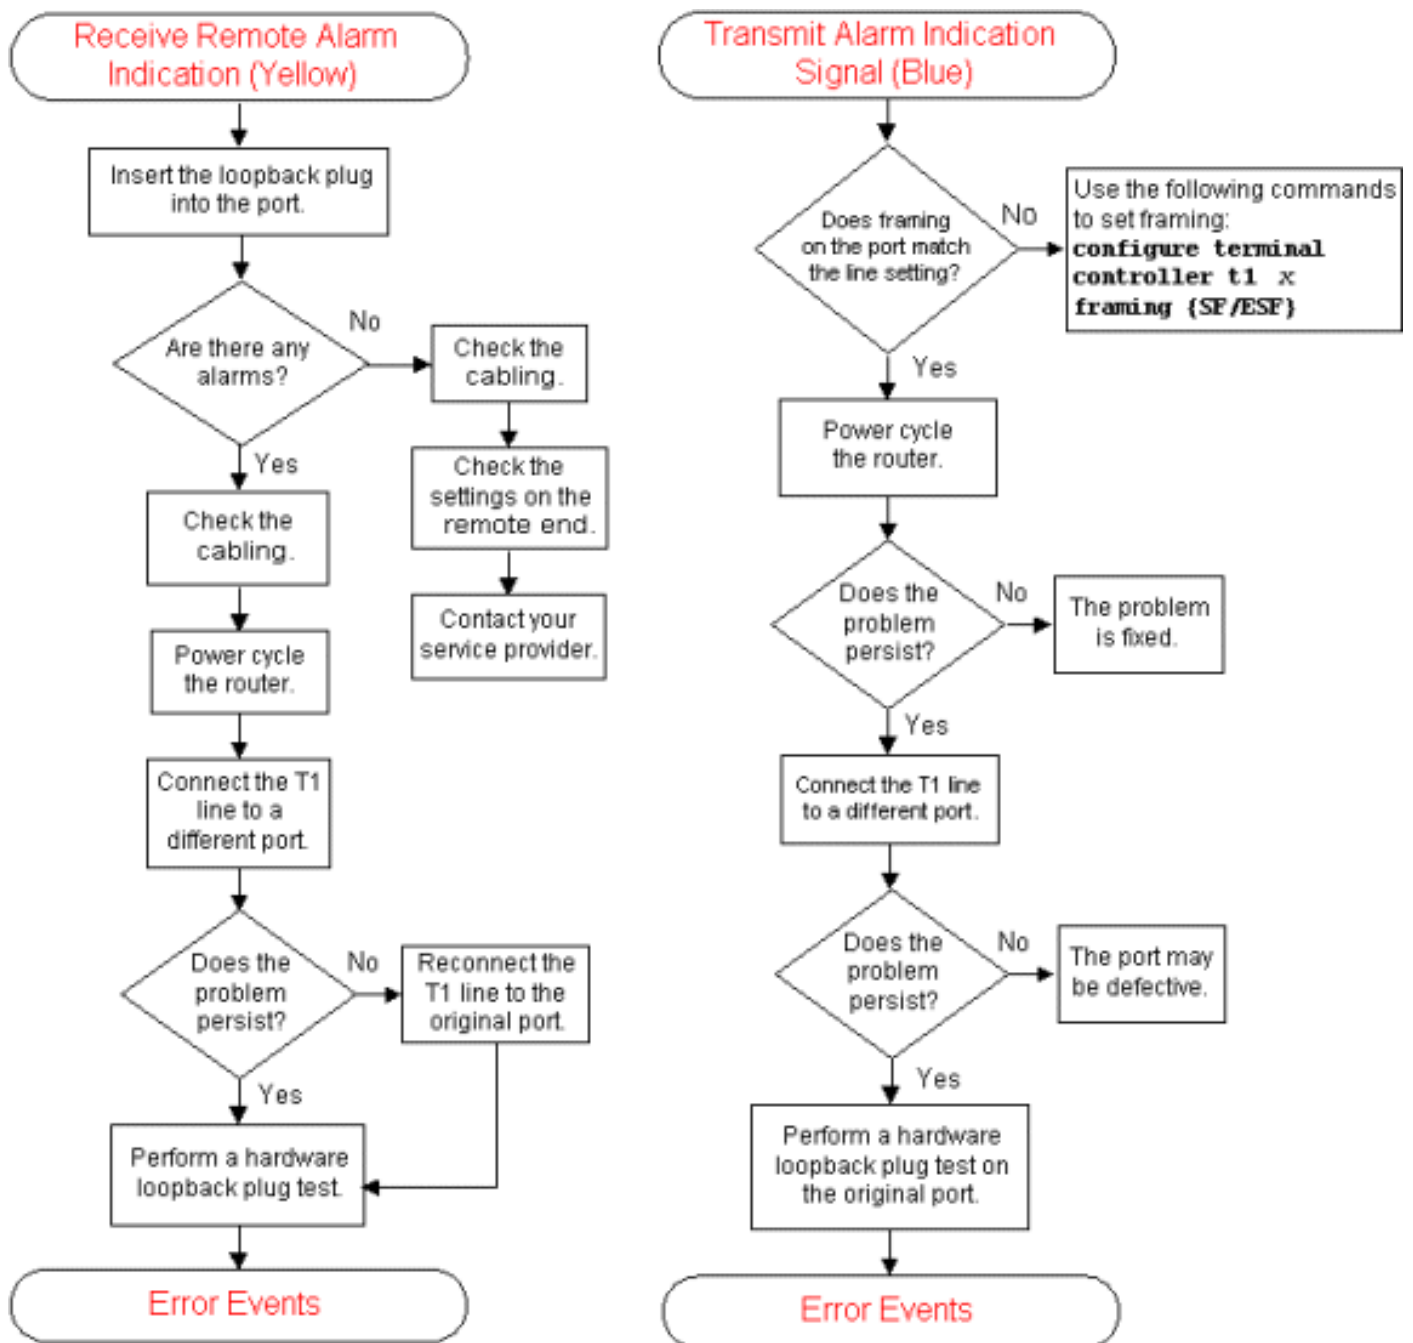 Receive Remote Alarm
Indication (Yellow)
Insert the loopback plug
into the port.
Are there any
alarms?
No
Check the
cabling.
Check the
settings on the
remote end.
Contact your
service provider.
Yes
Check the
cabling.
Power cycle
the router.
Connect the T1
line to a
different port.
Does the
problem
persist?
No
Reconnect the
T1 line to the
original port.
Yes
Perform a hardware
loopback plug test.
Error Events
Transmit Alarm Indication
Signal (Blue)
Does framing
on the port match
the line setting?
No
Use the following commands
to set framing:
configure terminal
controller t1 x
framing {SF/ESF}
Yes
Power cycle
the router.
Does the
problem
persist?
No
The problem
is fixed.
Yes
Connect the T1 line
to a different port.
Does the
problem
persist?
No
The port may
be defective.
Yes
Perform a hardware
loopback plug test on
the original port.
Error Events